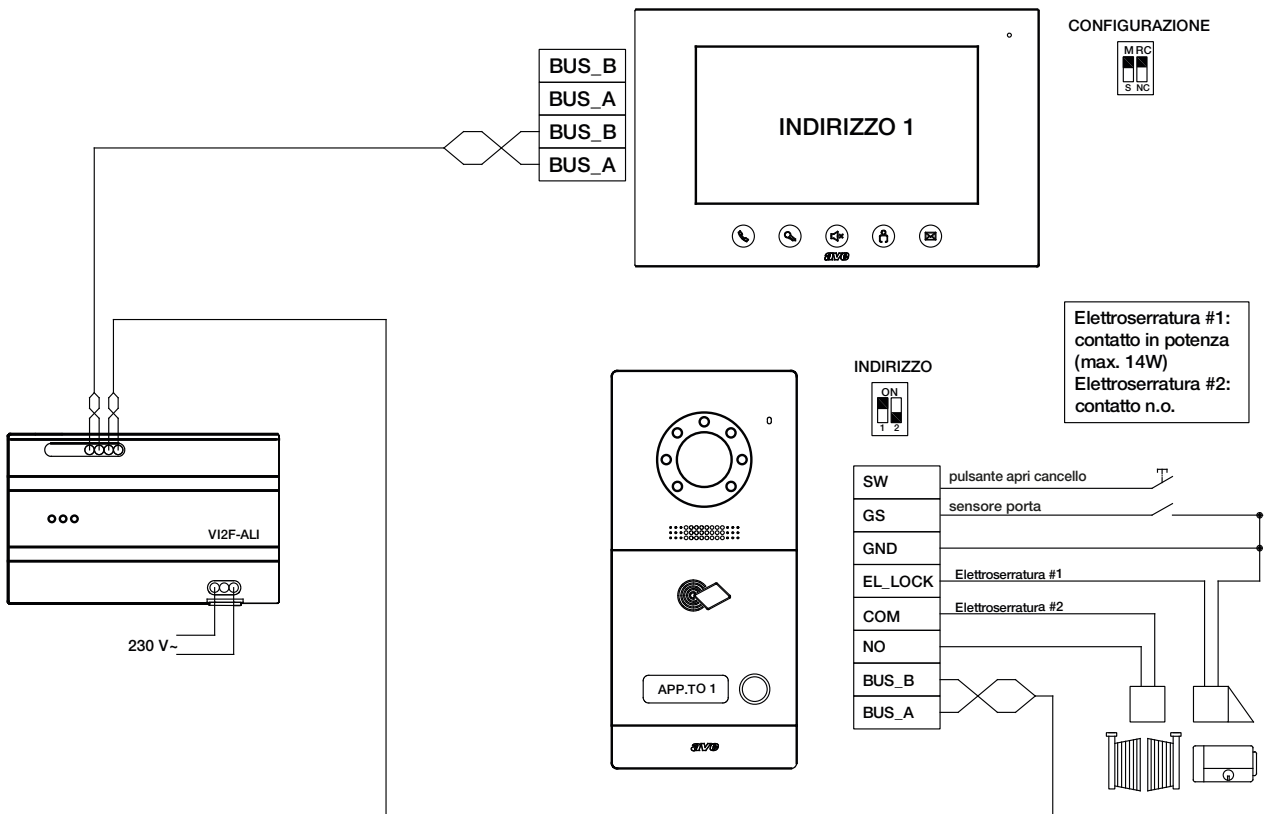 CONFIGURAZIONE
M RC
S NC
BUS_B
BUS_A
BUS_B
BUS_A
INDIRIZZO 1
ave
Elettroserratura #1:
contatto in potenza
(max. 14W)
Elettroserratura #2:
contatto n.o.
INDIRIZZO
ON
1 2
VI2F-ALI
230 V~
SW
pulsante apri cancello
GS
sensore porta
GND
EL_LOCK
Elettroserratura #1
COM
Elettroserratura #2
NO
BUS_B
BUS_A
APP.TO 1
ave